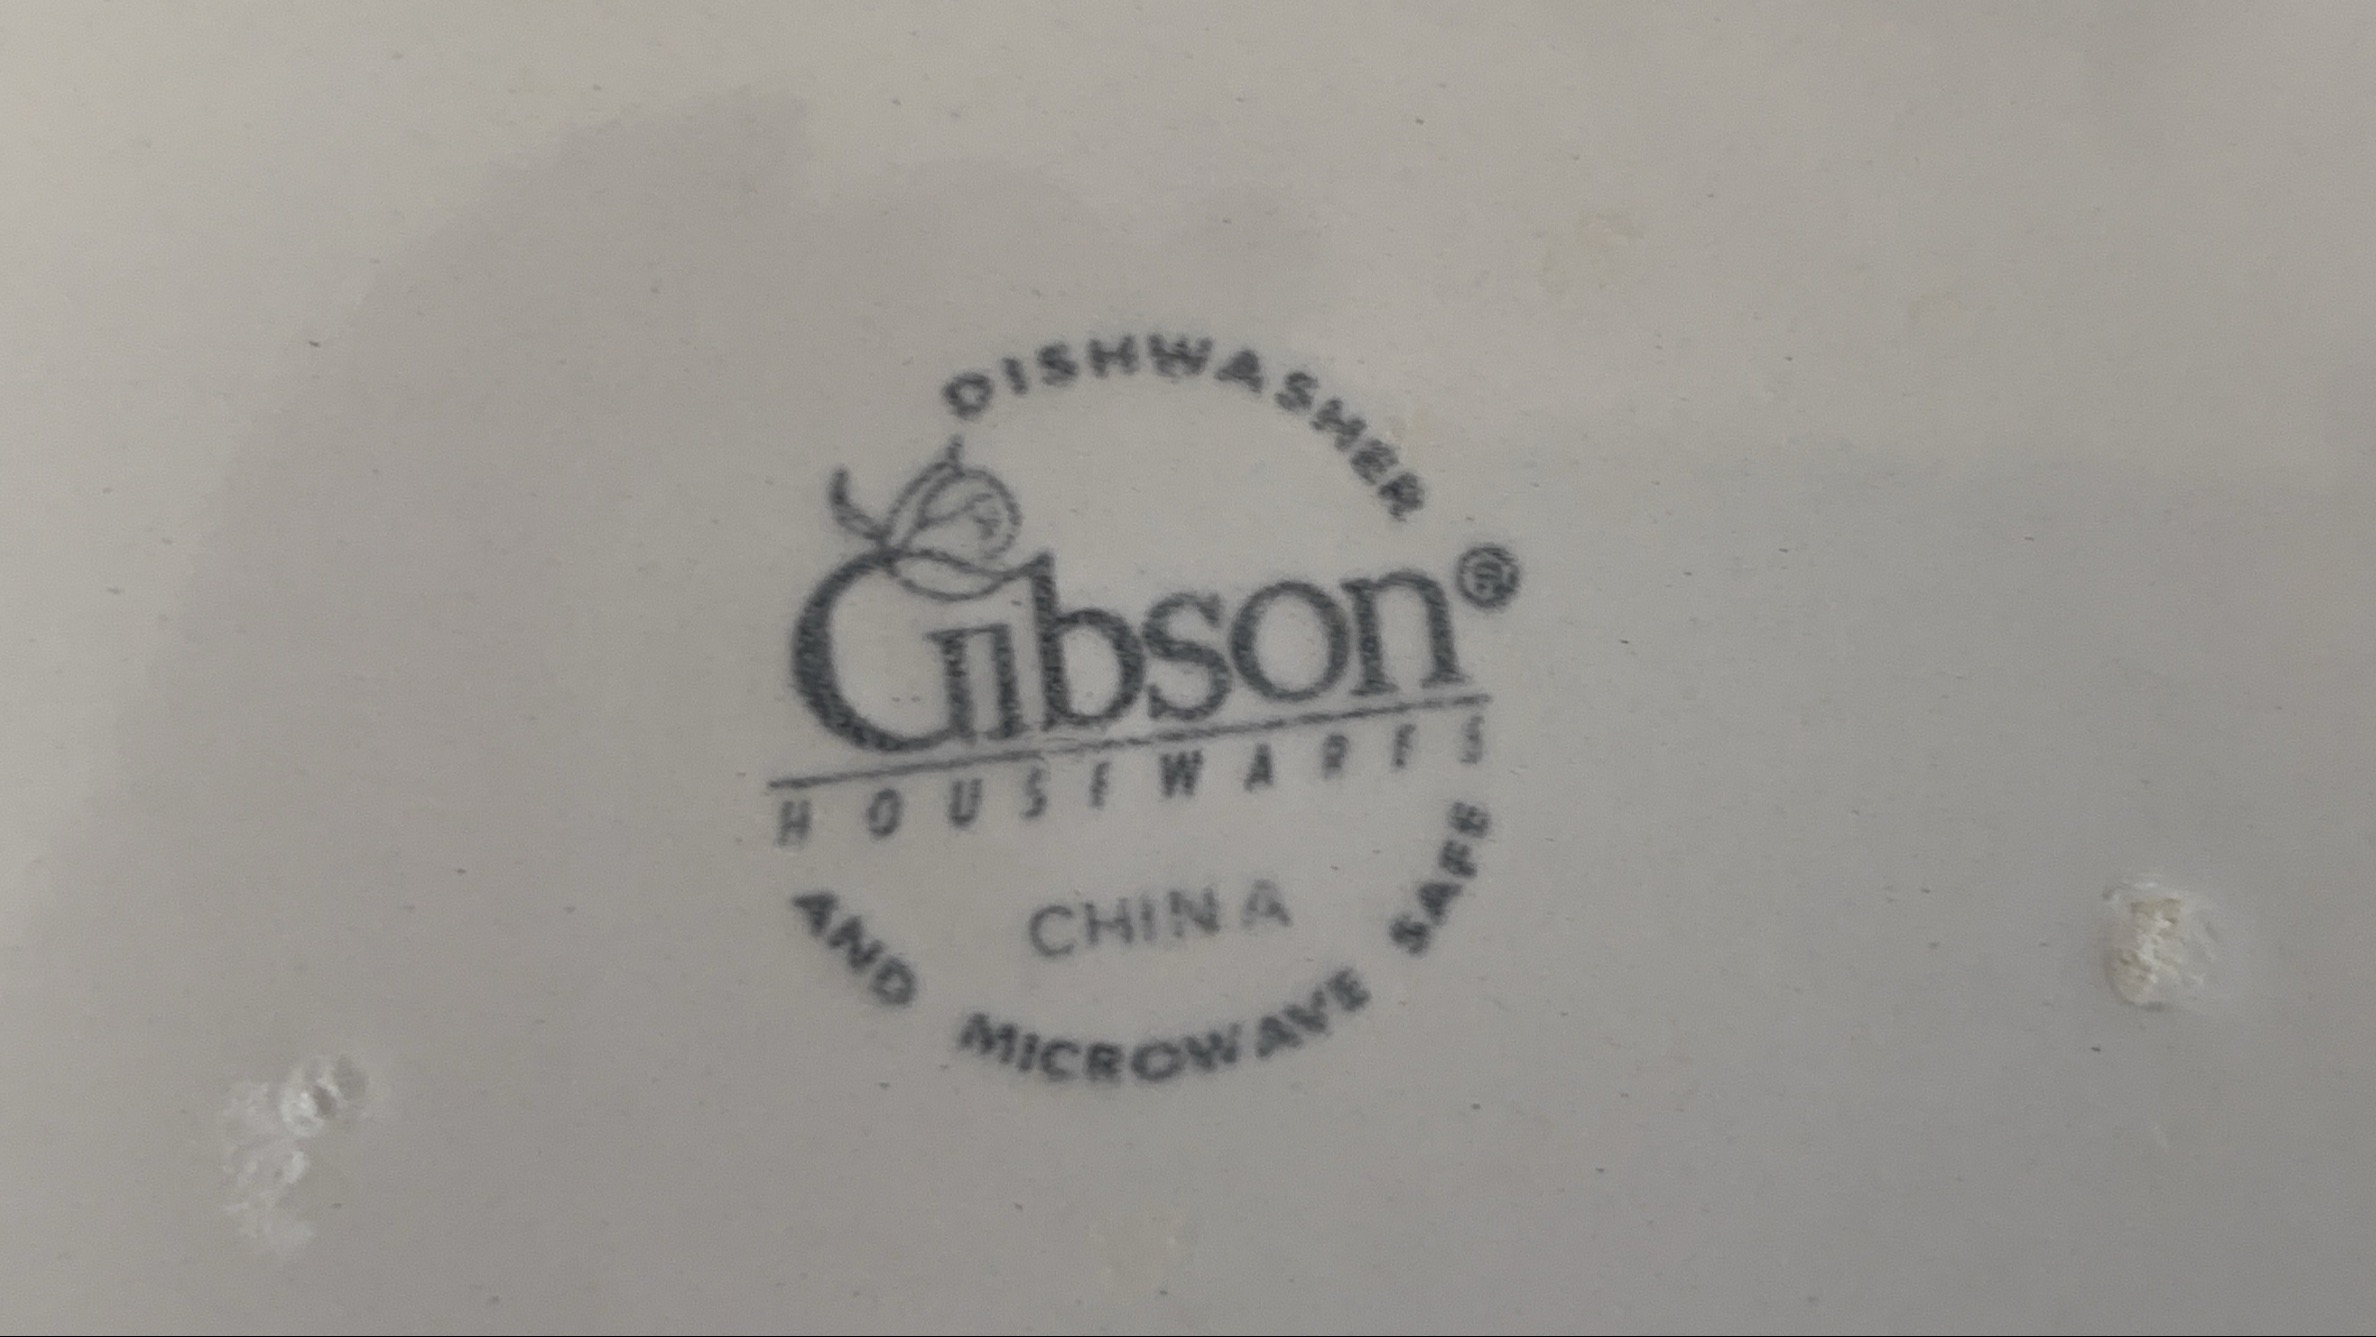 DISHWASHER
Gibson®
HOUSEWARES
CHINA
AND MICROWAVE SAFE